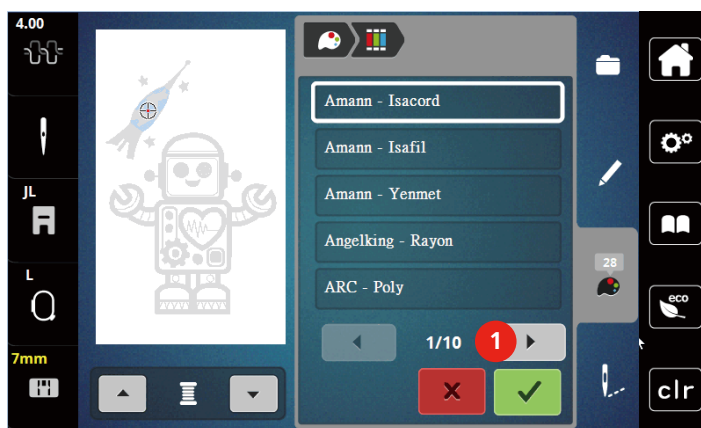 4.00
JL
L
7mm
Amann - Isacord
Amann - Isafil
Amann - Yenmet
Angelking - Rayon
ARC - Poly
1/10
1
28
eco
clr